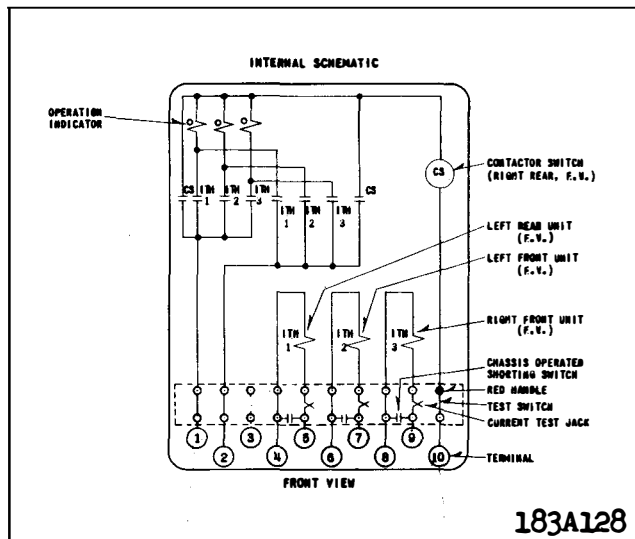 INTERNAL SCHEMATIC
OPERATION
INDICATOR
CS
CONTACTOR SWITCH
(RIGHT REAR, F.V.)
CS
ITH
1
ITH
2
ITH
3
ITH
1
ITH
2
ITH
3
CS
LEFT REAR UNIT
(F.V.)
LEFT FRONT UNIT
(F.V.)
ITH
1
ITH
2
ITH
3
RIGHT FRONT UNIT
(F.V.)
CHASSIS OPERATED
SHORTING SWITCH
RED HANDLE
TEST SWITCH
CURRENT TEST JACK
1
3
5
7
9
2
4
6
8
10
TERMINAL
FRONT VIEW
183A128